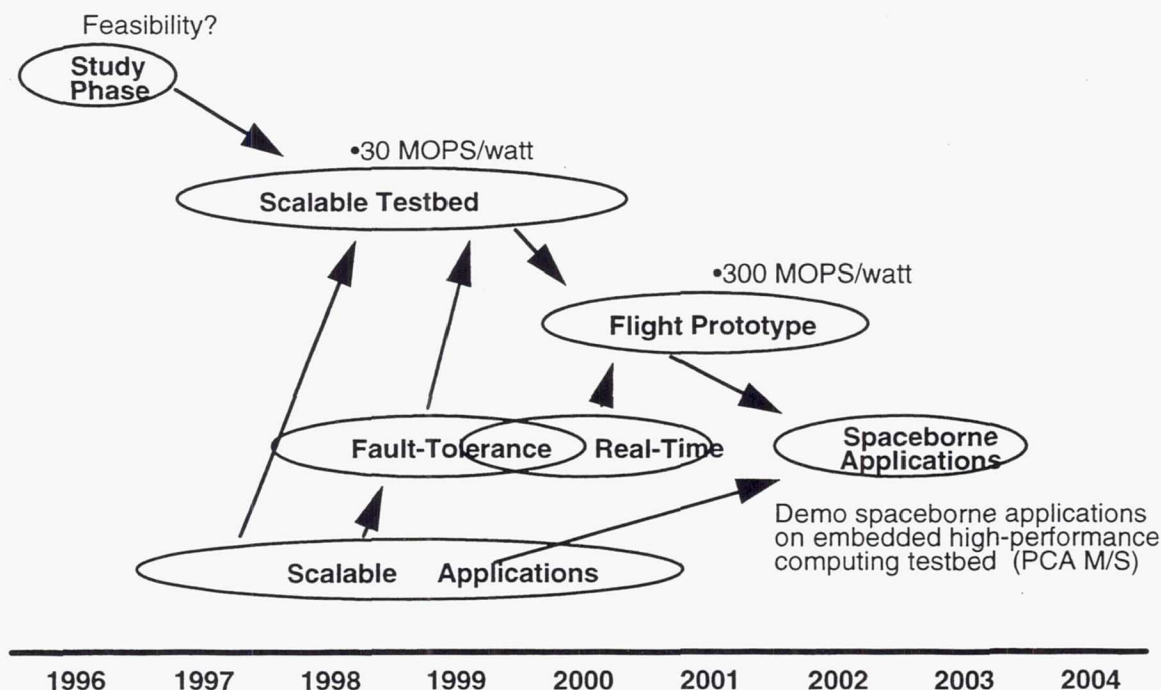 Feasibility?
Study
Phase
•30 MOPS/watt
Scalable Testbed
•300 MOPS/watt
Flight Prototype
Fault-Tolerance
Real-Time
Spaceborne
Applications
Demo spaceborne applications
on embedded high-performance
computing testbed (PCA M/S)
Scalable Applications
1996 1997 1998 1999 2000 2001 2002 2003 2004